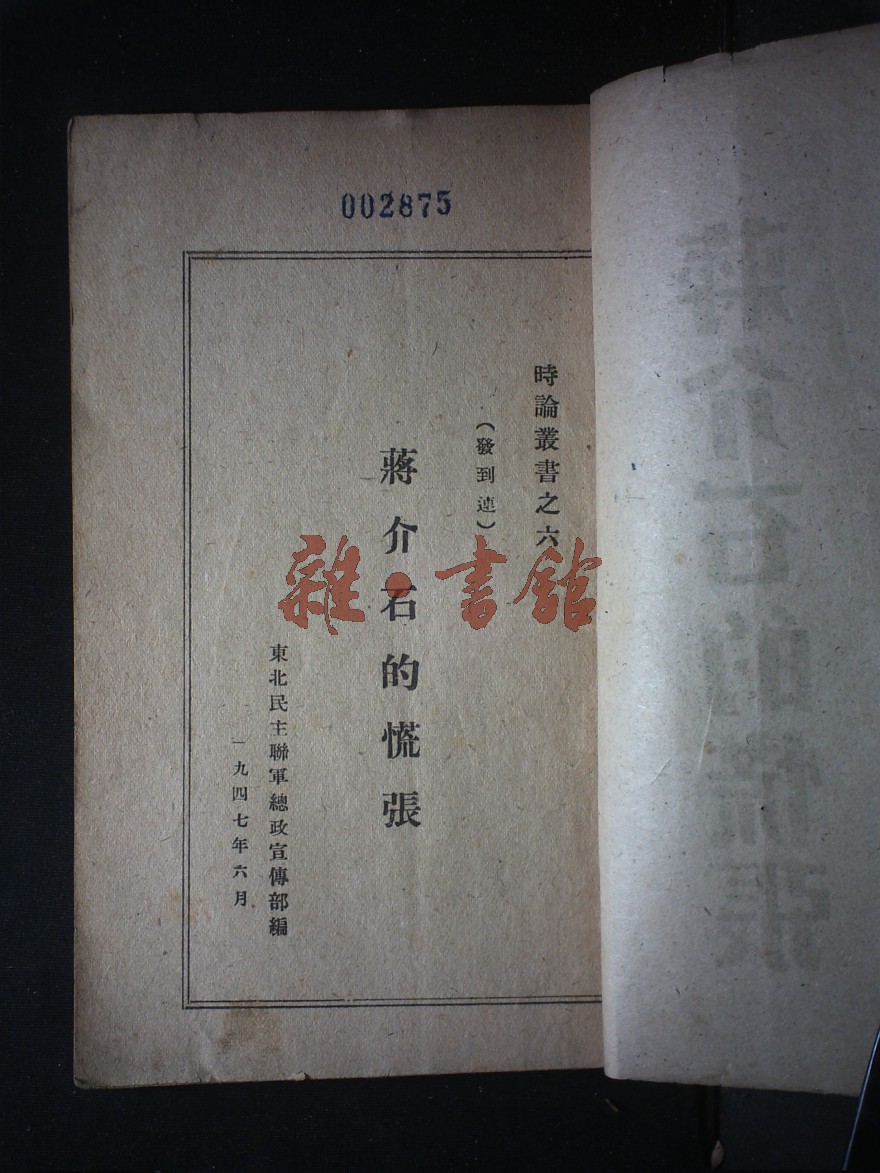 002875
時論叢書之六
（發到連）
蔣介石的慌張
東北民主聯軍總政宣傳部編
一九四七年六月
雜·書館